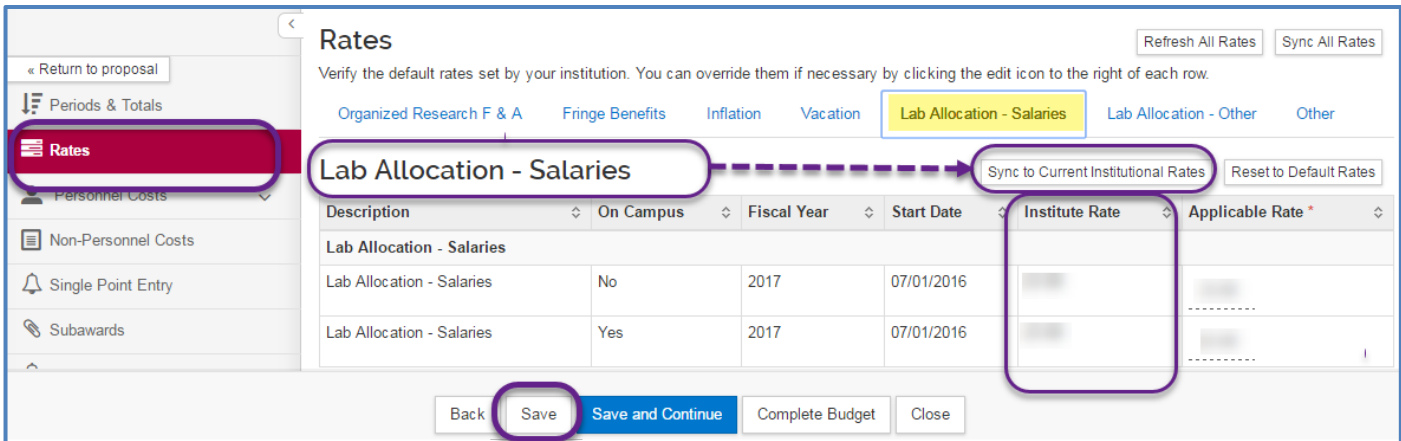 Rates
Refresh All Rates
Sync All Rates
« Return to proposal
Verify the default rates set by your institution. You can override them if necessary by clicking the edit icon to the right of each row.
Periods & Totals
Organized Research F & A Fringe Benefits Inflation Vacation Lab Allocation - Salaries Lab Allocation - Other Other
Rates
Lab Allocation - Salaries
Sync to Current Institutional Rates
Reset to Default Rates
Personnel Costs
Description On Campus Fiscal Year Start Date Institute Rate Applicable Rate *
Non-Personnel Costs
Lab Allocation - Salaries
Single Point Entry
Lab Allocation - Salaries No 2017 07/01/2016
Subawards
Lab Allocation - Salaries Yes 2017 07/01/2016
Back Save Save and Continue Complete Budget Close